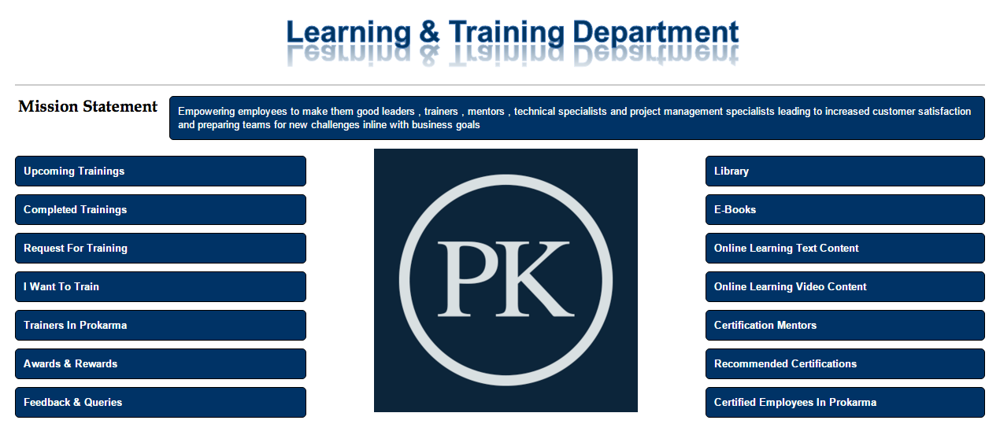 Learning & Training Department
Mission Statement
Empowering employees to make them good leaders , trainers , mentors , technical specialists and project management specialists leading to increased customer satisfaction
and preparing teams for new challenges inline with business goals
Upcoming Trainings
Completed Trainings
Request For Training
I Want To Train
Trainers In Prokarma
Awards & Rewards
Feedback & Queries
PK
Library
E-Books
Online Learning Text Content
Online Learning Video Content
Certification Mentors
Recommended Certifications
Certified Employees In Prokarma